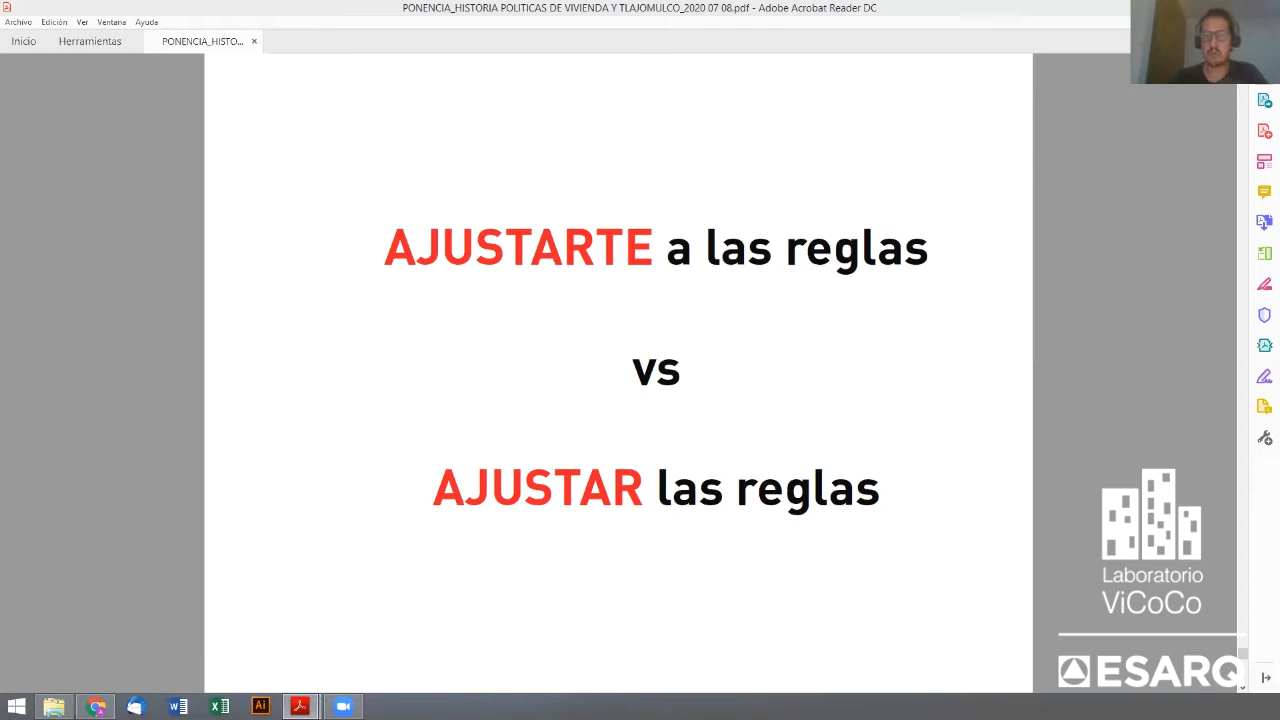 PONENCIA_HISTORIA POLITICAS DE VIVIENDA Y TLAJOMULCO_2020 07 08.pdf - Adobe Acrobat Reader DC
Archivo Edición Ver Ventana Ayuda
Inicio Herramientas PONENCIA_HISTO... ×
AJUSTARTE a las reglas
vs
AJUSTAR las reglas
Laboratorio
ViCoCo
ESARQ
Ai